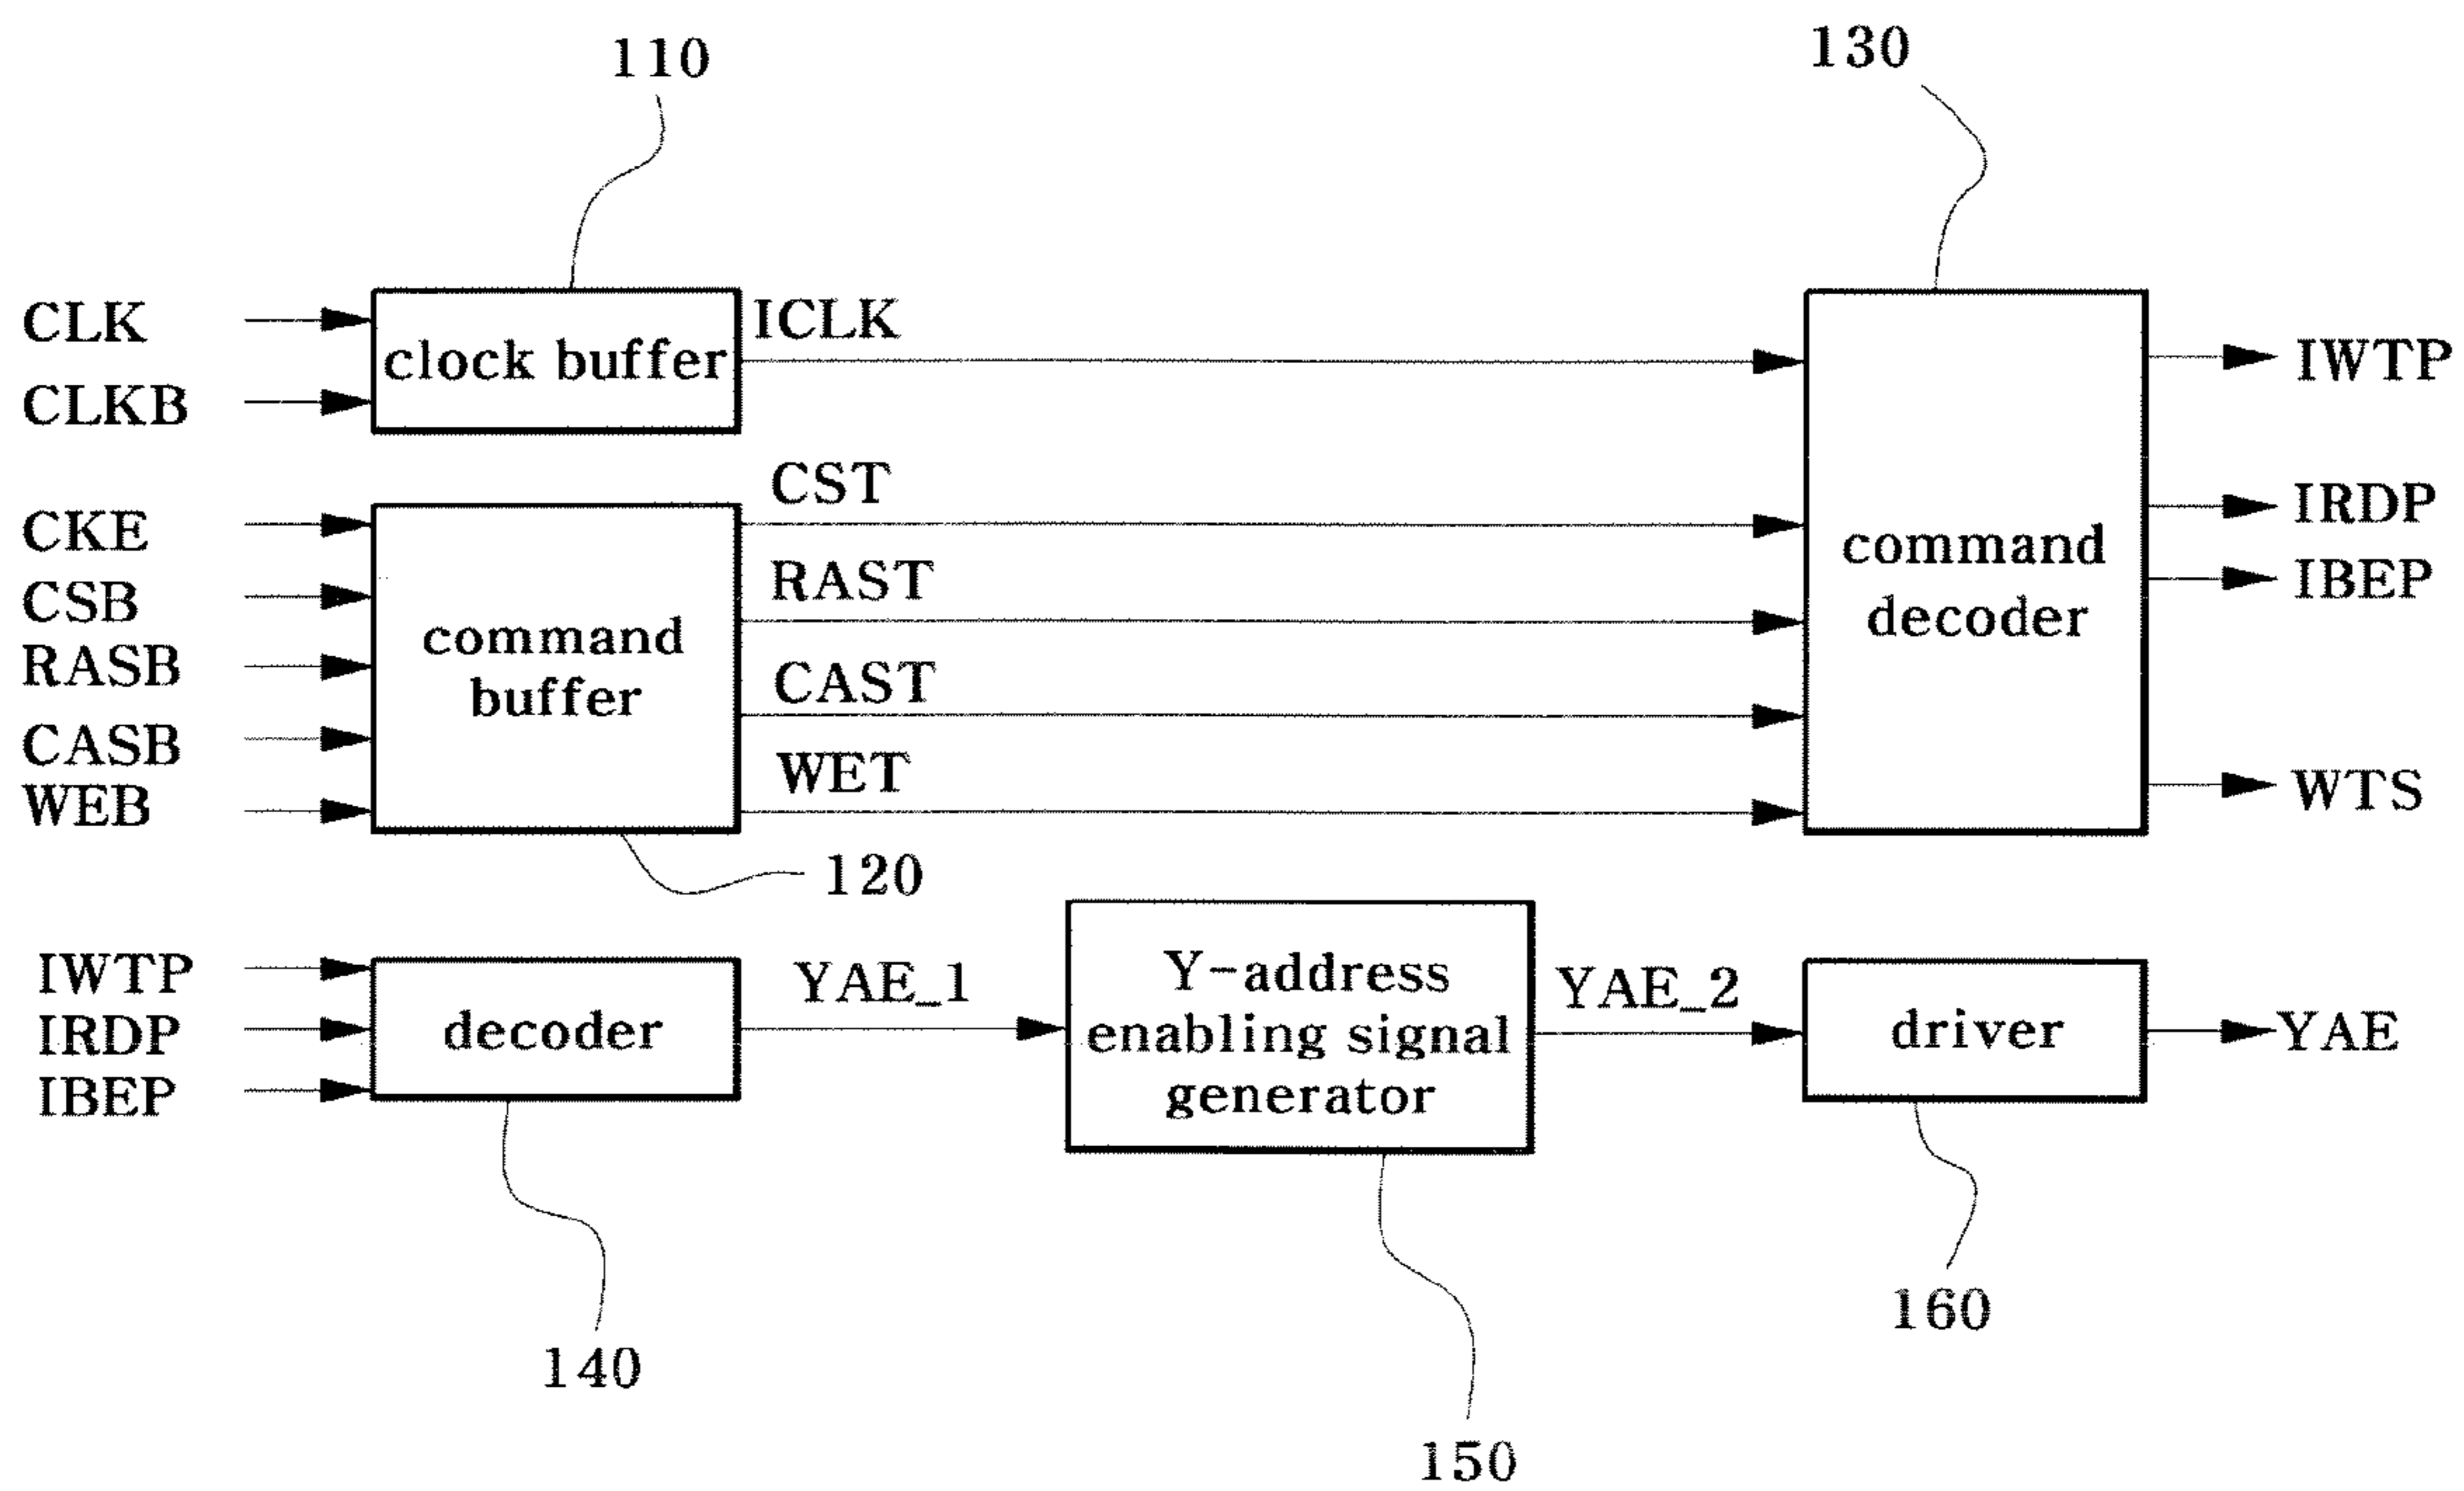 110
130
CLK
CLKB
clock buffer
ICLK
IWTP
CKE
CSB
RASB
CASB
WEB
command
buffer
CST
RAST
CAST
WET
command
decoder
IRDP
IBEP
WTS
120
IWTP
IRDP
IBEP
decoder
YAE_1
Y-address
enabling signal
generator
YAE_2
driver
YAE
140
150
160